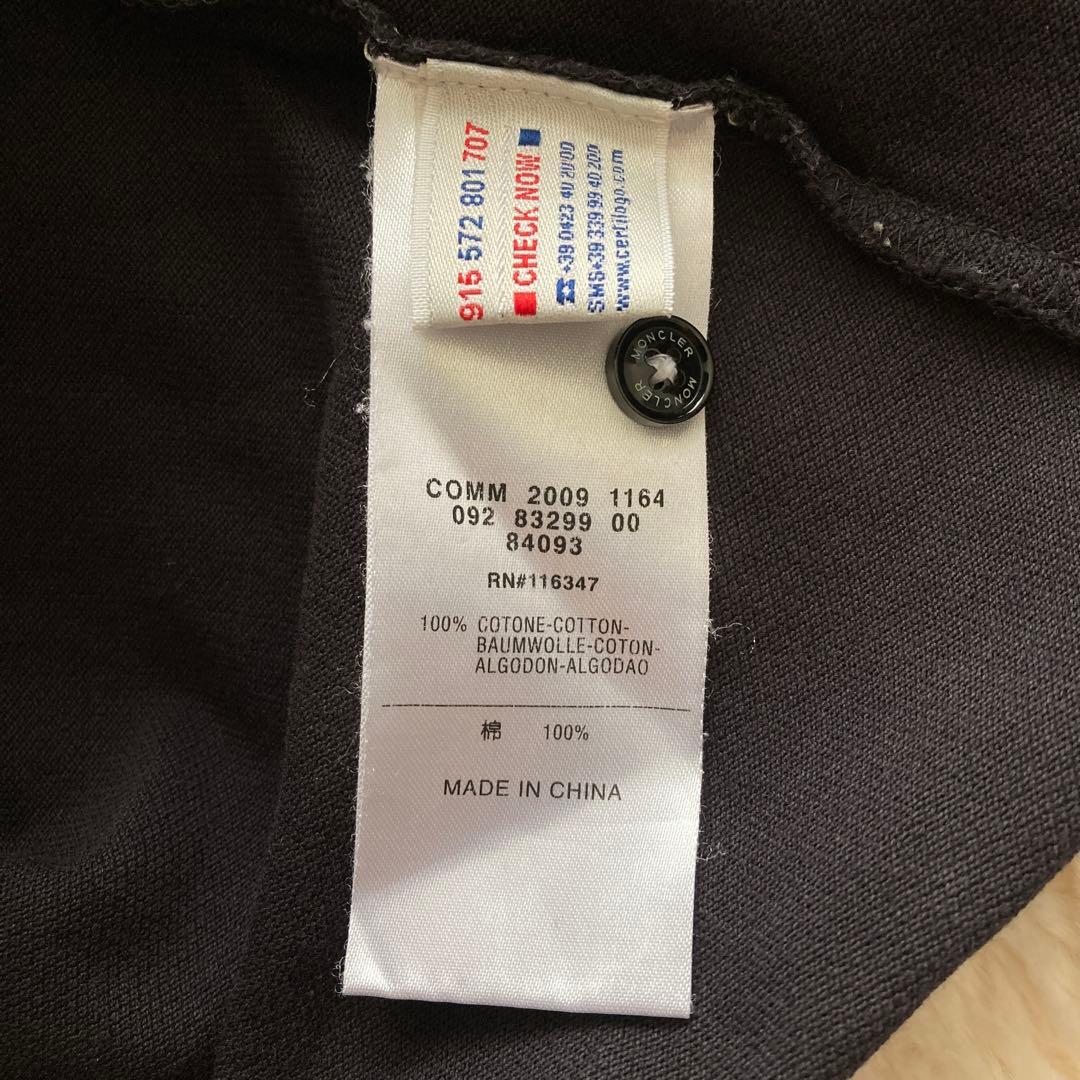 915 572 801 707
CHECK NOW
+39 0423 40 20 00
SMS+39 339 99 40 200
www.certilogo.com
MONCLER MONCLER
COMM 2009 1164
092 83299 00
84093
RN#116347
100% COTONE-COTTON-
BAUMWOLLE-COTON-
ALGODON-ALGODAO
棉 100%
MADE IN CHINA